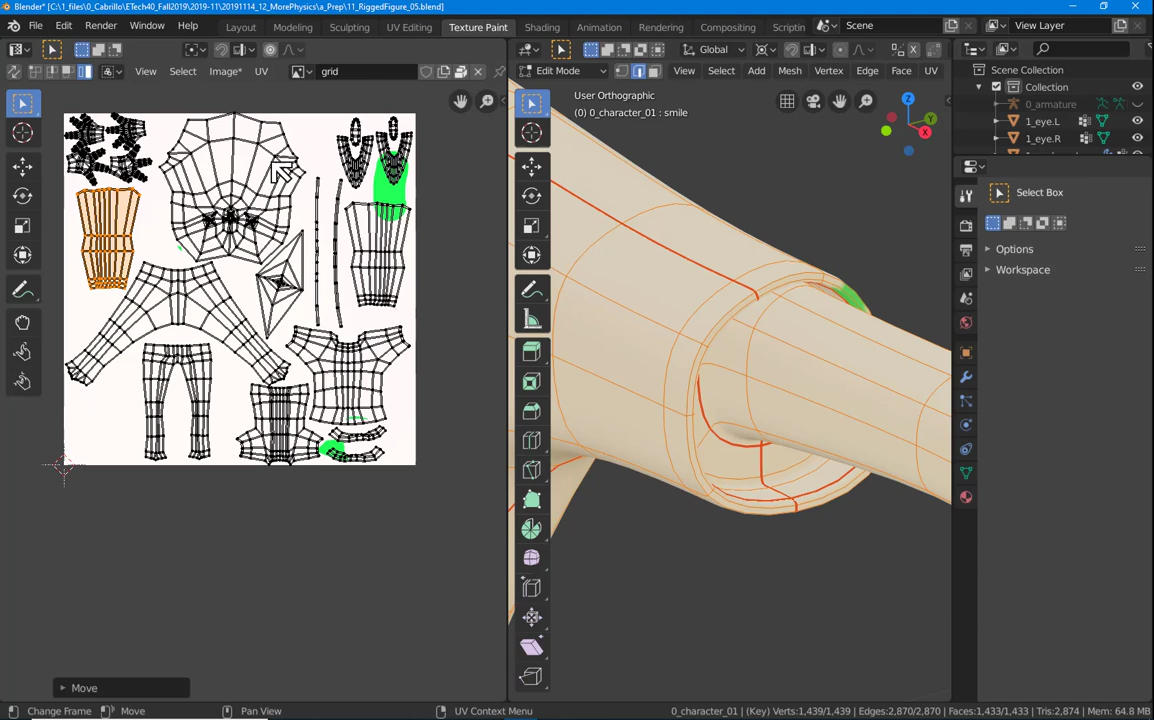 Blender* [C:\1_files\0_Cabrillo\ETech40_Fall2019\2019-11\20191114_12_MorePhysics\a_Prep\11_RiggedFigure_05.blend]
File Edit Render Window Help
Layout Modeling Sculpting UV Editing Texture Paint Shading Animation Rendering Compositing Scriptin
Scene
View Layer
Global
View Select Image* UV
grid
Edit Mode
View Select Add Mesh Vertex Edge Face UV
Scene Collection
Collection
0_armature
1_eye.L
1_eye.R
User Orthographic
(0) 0_character_01 : smile
Z
Y
X
Select Box
Options
Workspace
Move
Change Frame
Move
Pan View
UV Context Menu
0_character_01 | (Key) Verts:1,439/1,439 | Edges:2,870/2,870 | Faces:1,433/1,433 | Tris:2,874 | Mem: 64.8 MB